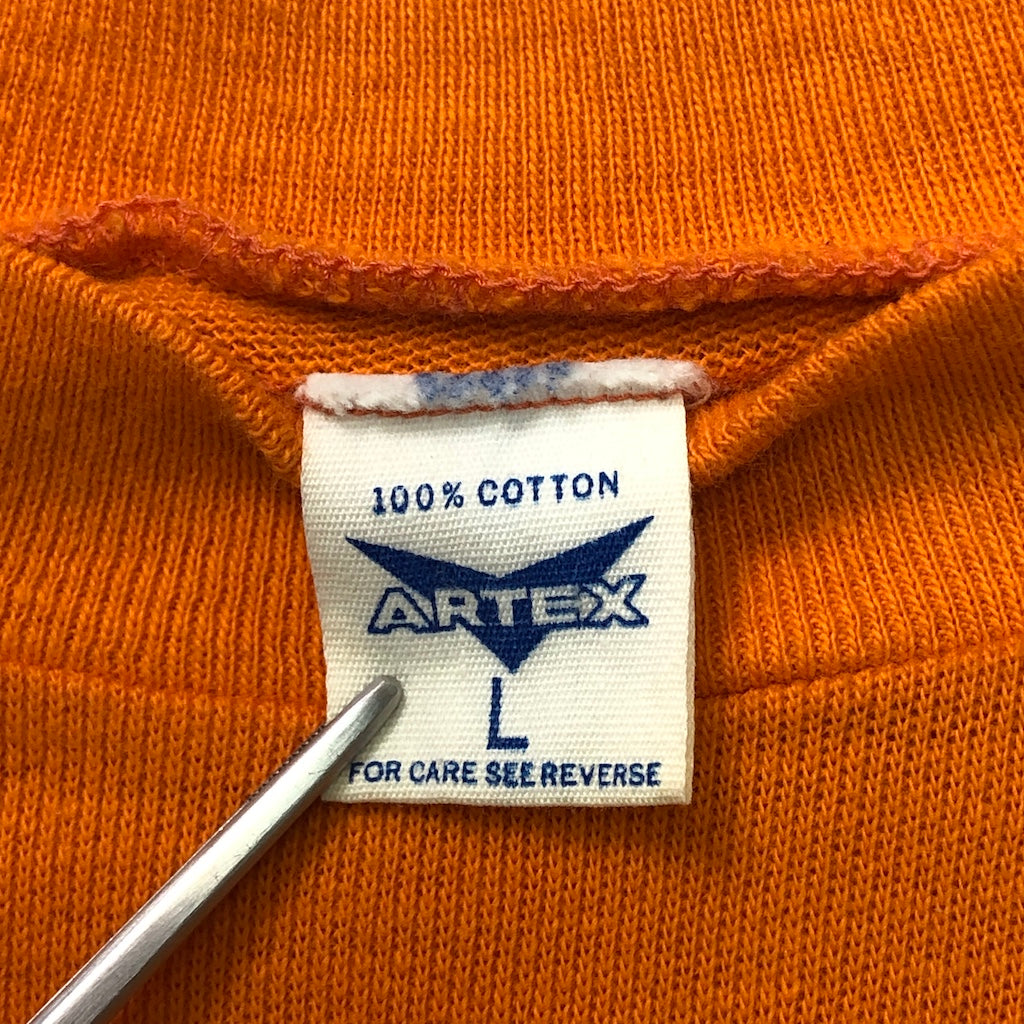 100% COTTON
ARTEX
L
FOR CARE SEE REVERSE